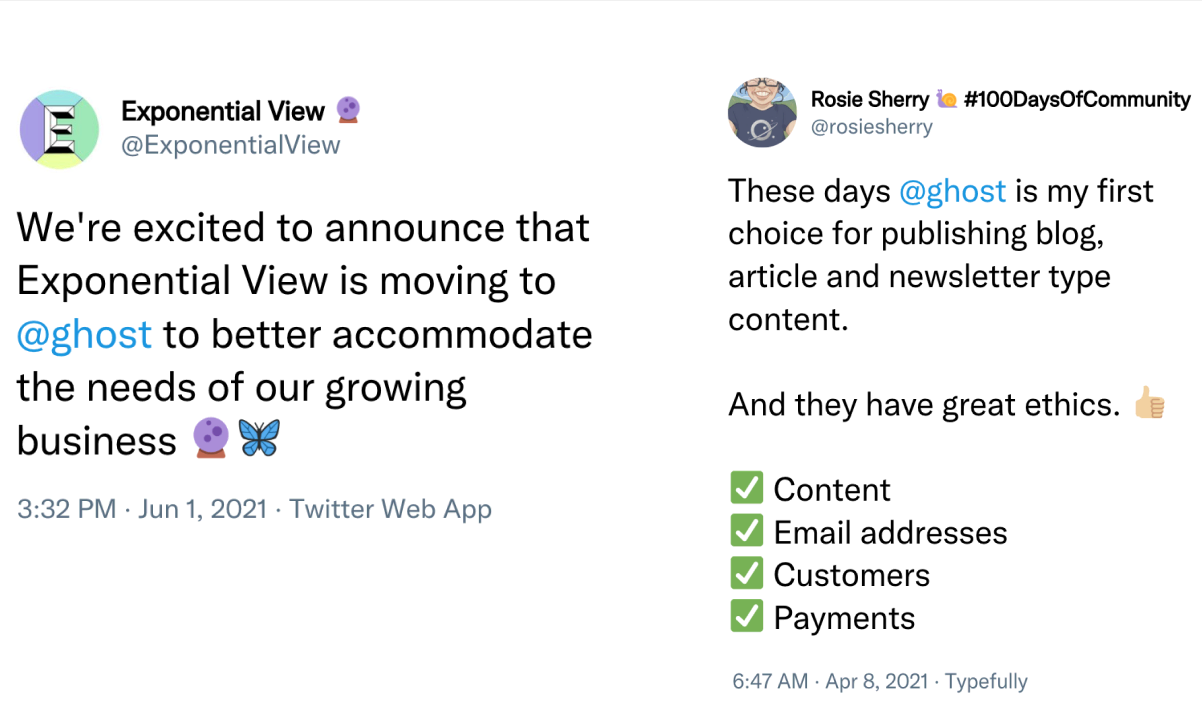 Exponential View 🔮
@ExponentialView
We're excited to announce that
Exponential View is moving to
@ghost to better accommodate
the needs of our growing
business 🔮🦋
3:32 PM · Jun 1, 2021 · Twitter Web App
Rosie Sherry 🐌 #100DaysOfCommunity
@rosiesherry
These days @ghost is my first
choice for publishing blog,
article and newsletter type
content.
And they have great ethics. 👍🏼
✅ Content
✅ Email addresses
✅ Customers
✅ Payments
6:47 AM · Apr 8, 2021 · Typefully